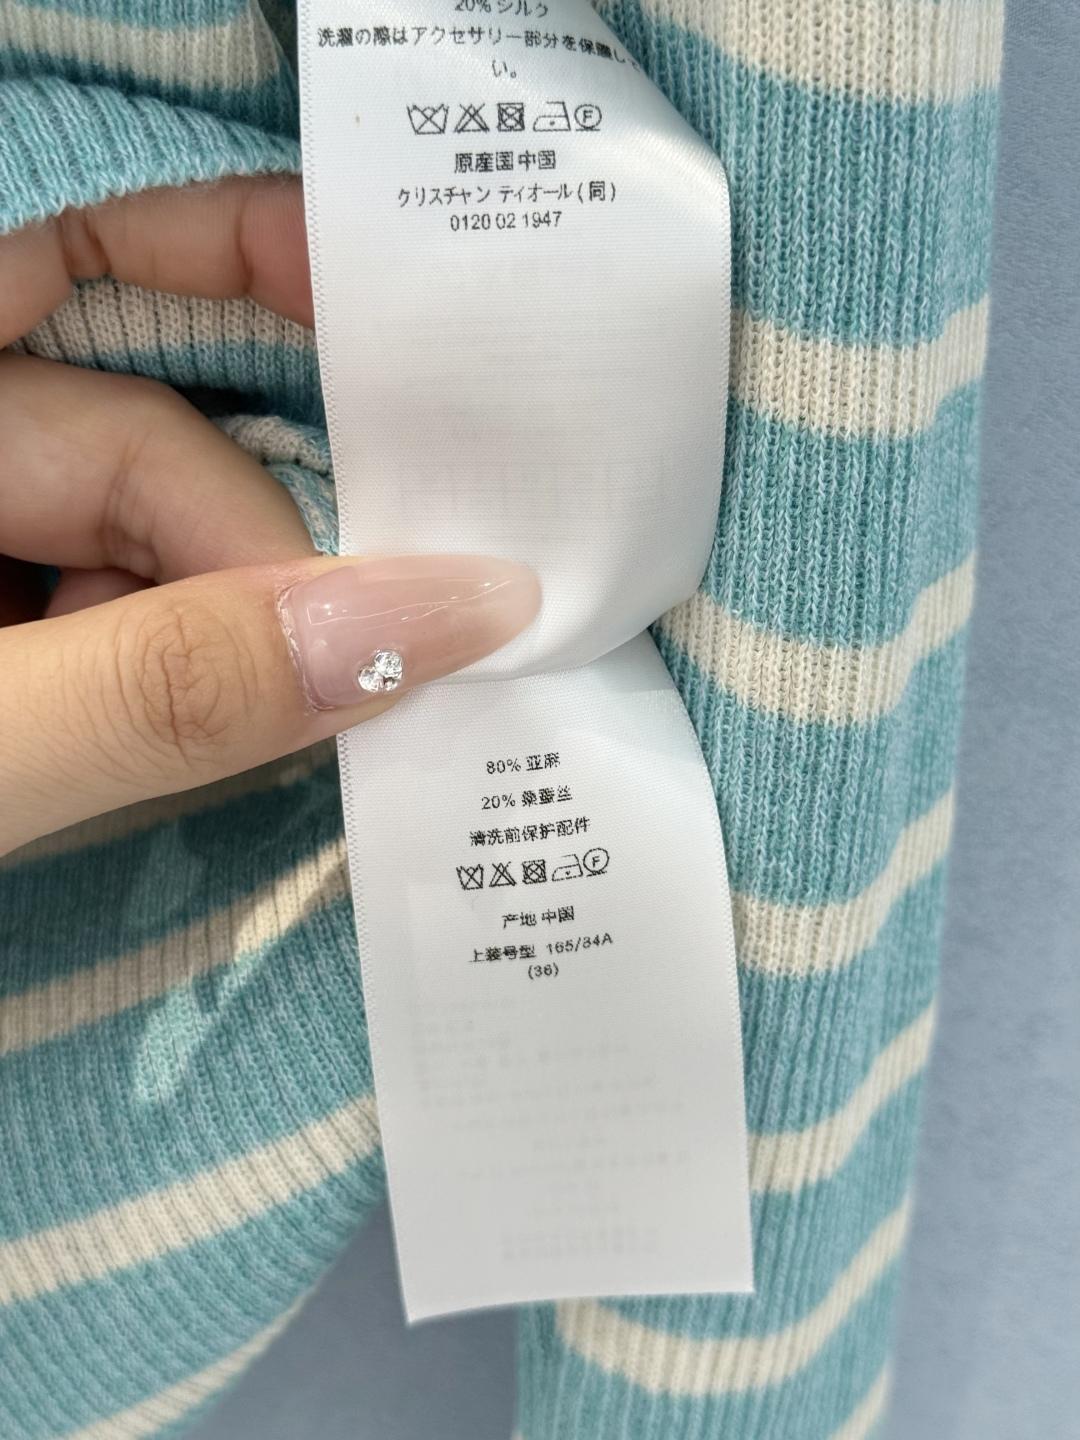 20% シルク
洗濯の際はアクセサリー部分を保護し
い。
F
原産国 中国
クリスチャン ディオール ( 同 )
0120 02 1947
80% 亚麻
20% 桑蚕丝
清洗前保护配件
F
产地 中国
上装号型 165/84A
(36)